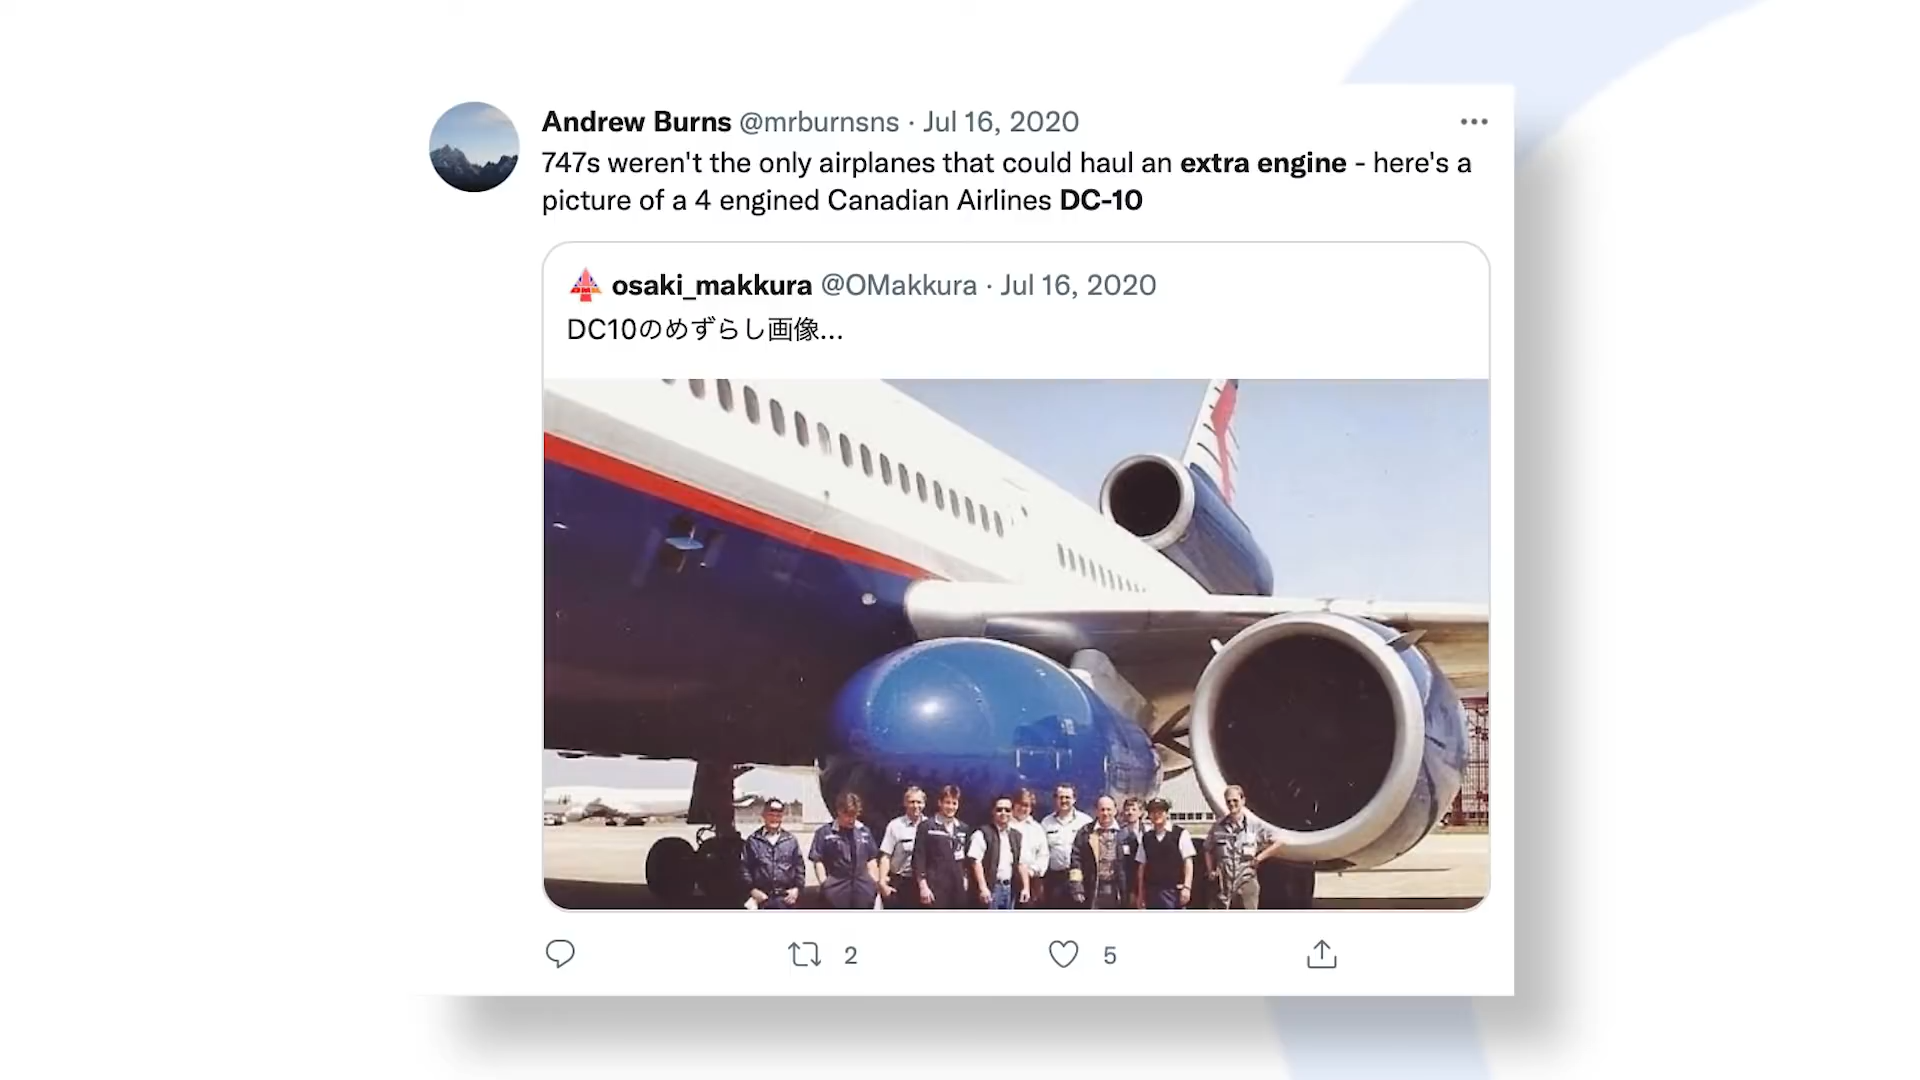 Andrew Burns @mrburnsns · Jul 16, 2020
747s weren't the only airplanes that could haul an extra engine - here's a
picture of a 4 engined Canadian Airlines DC-10
osaki_makkura @OMakkura · Jul 16, 2020
DC10のめずらし画像...
2
5